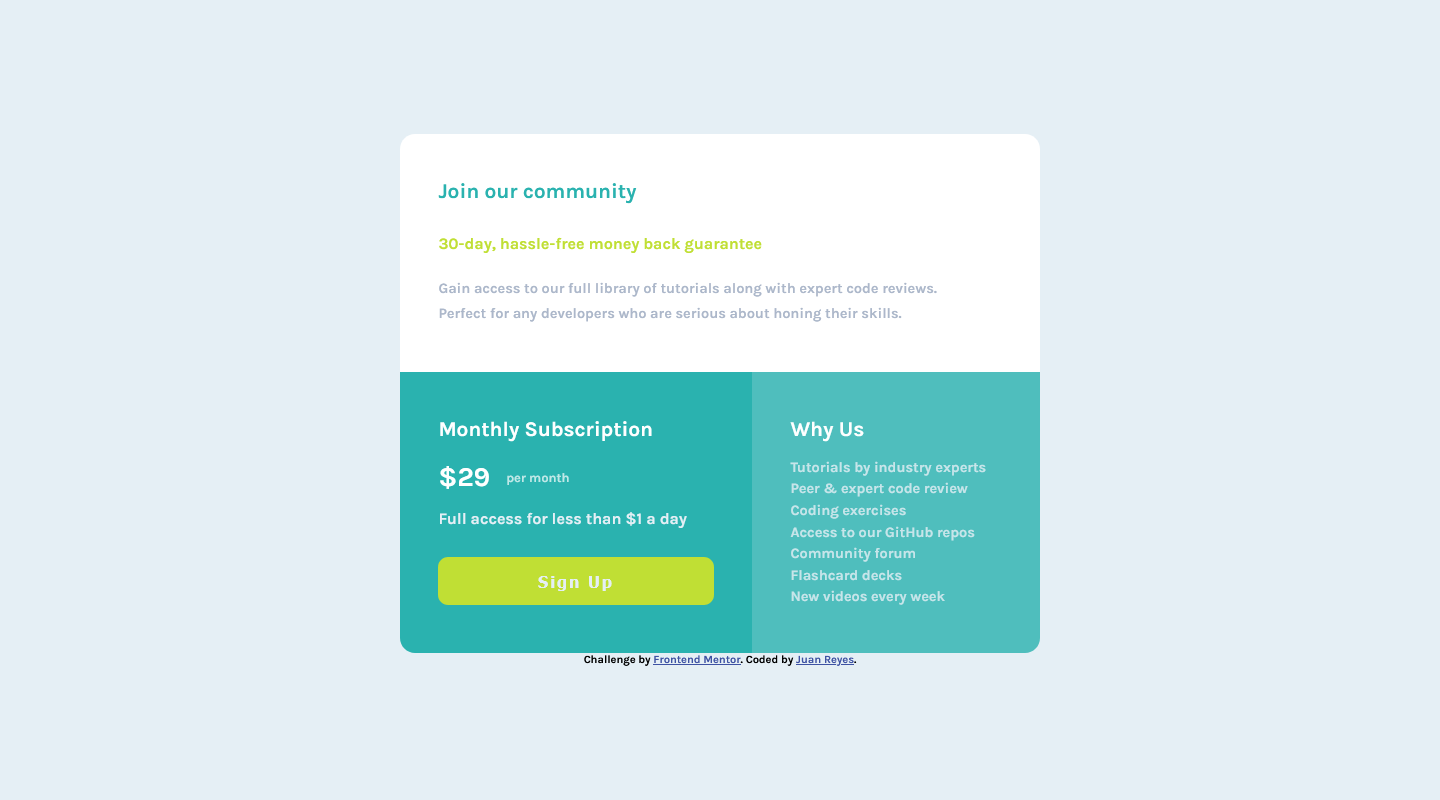 Join our community
30-day, hassle-free money back guarantee
Gain access to our full library of tutorials along with expert code reviews.
Perfect for any developers who are serious about honing their skills.
Monthly Subscription
$29 per month
Full access for less than $1 a day
Sign Up
Why Us
Tutorials by industry experts
Peer & expert code review
Coding exercises
Access to our GitHub repos
Community forum
Flashcard decks
New videos every week
Challenge by Frontend Mentor. Coded by Juan Reyes.